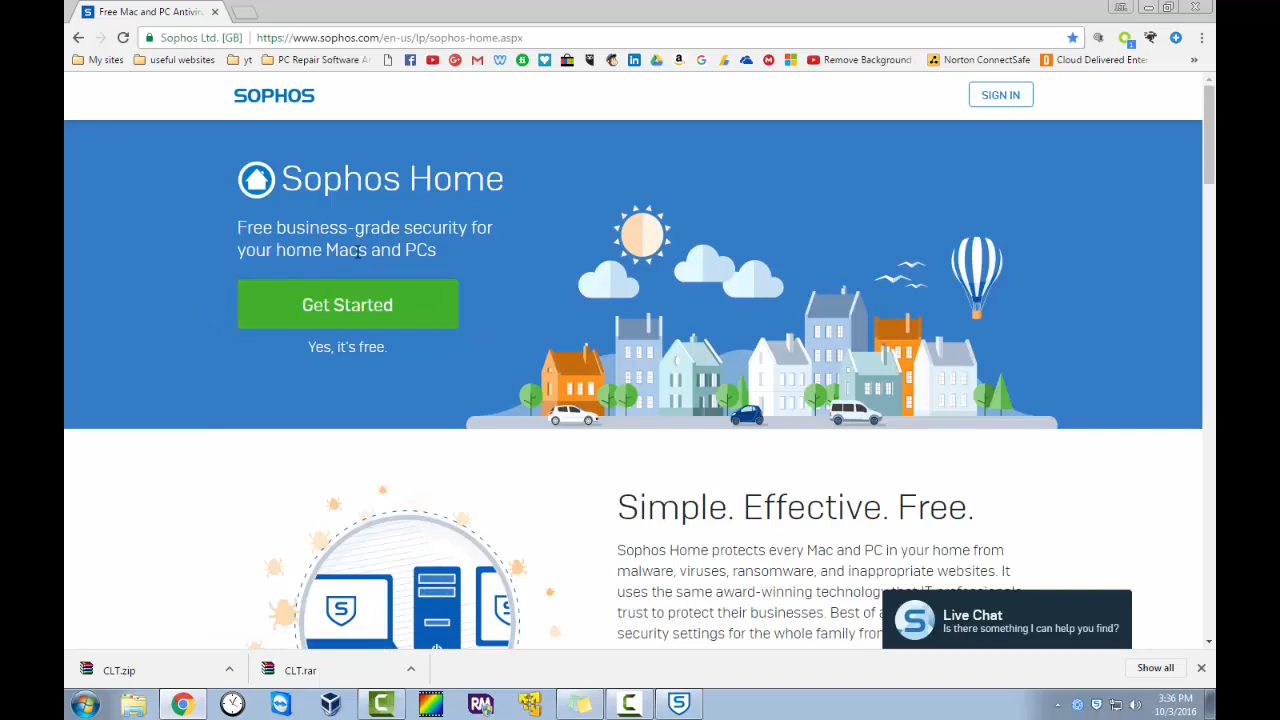 Free Mac and PC Antivir
Sophos Ltd. [GB]
https://www.sophos.com/en-us/lp/sophos-home.aspx
1
My sites
useful websites
yt
PC Repair Software A
Remove Background
Norton ConnectSafe
Cloud Delivered Ente
»
SOPHOS
SIGN IN
Sophos Home
Free business-grade security for
your home Macs and PCs
Get Started
Yes, it's free.
Simple. Effective. Free.
Sophos Home protects every Mac and PC in your home from
malware, viruses, ransomware, and inappropriate websites. It
uses the same award-winning technology that IT professionals
trust to protect their businesses. Best of a
security settings for the whole family from
Live Chat
Is there something I can help you find?
CLT.zip
CLT.rar
Show all
3:36 PM
10/3/2016